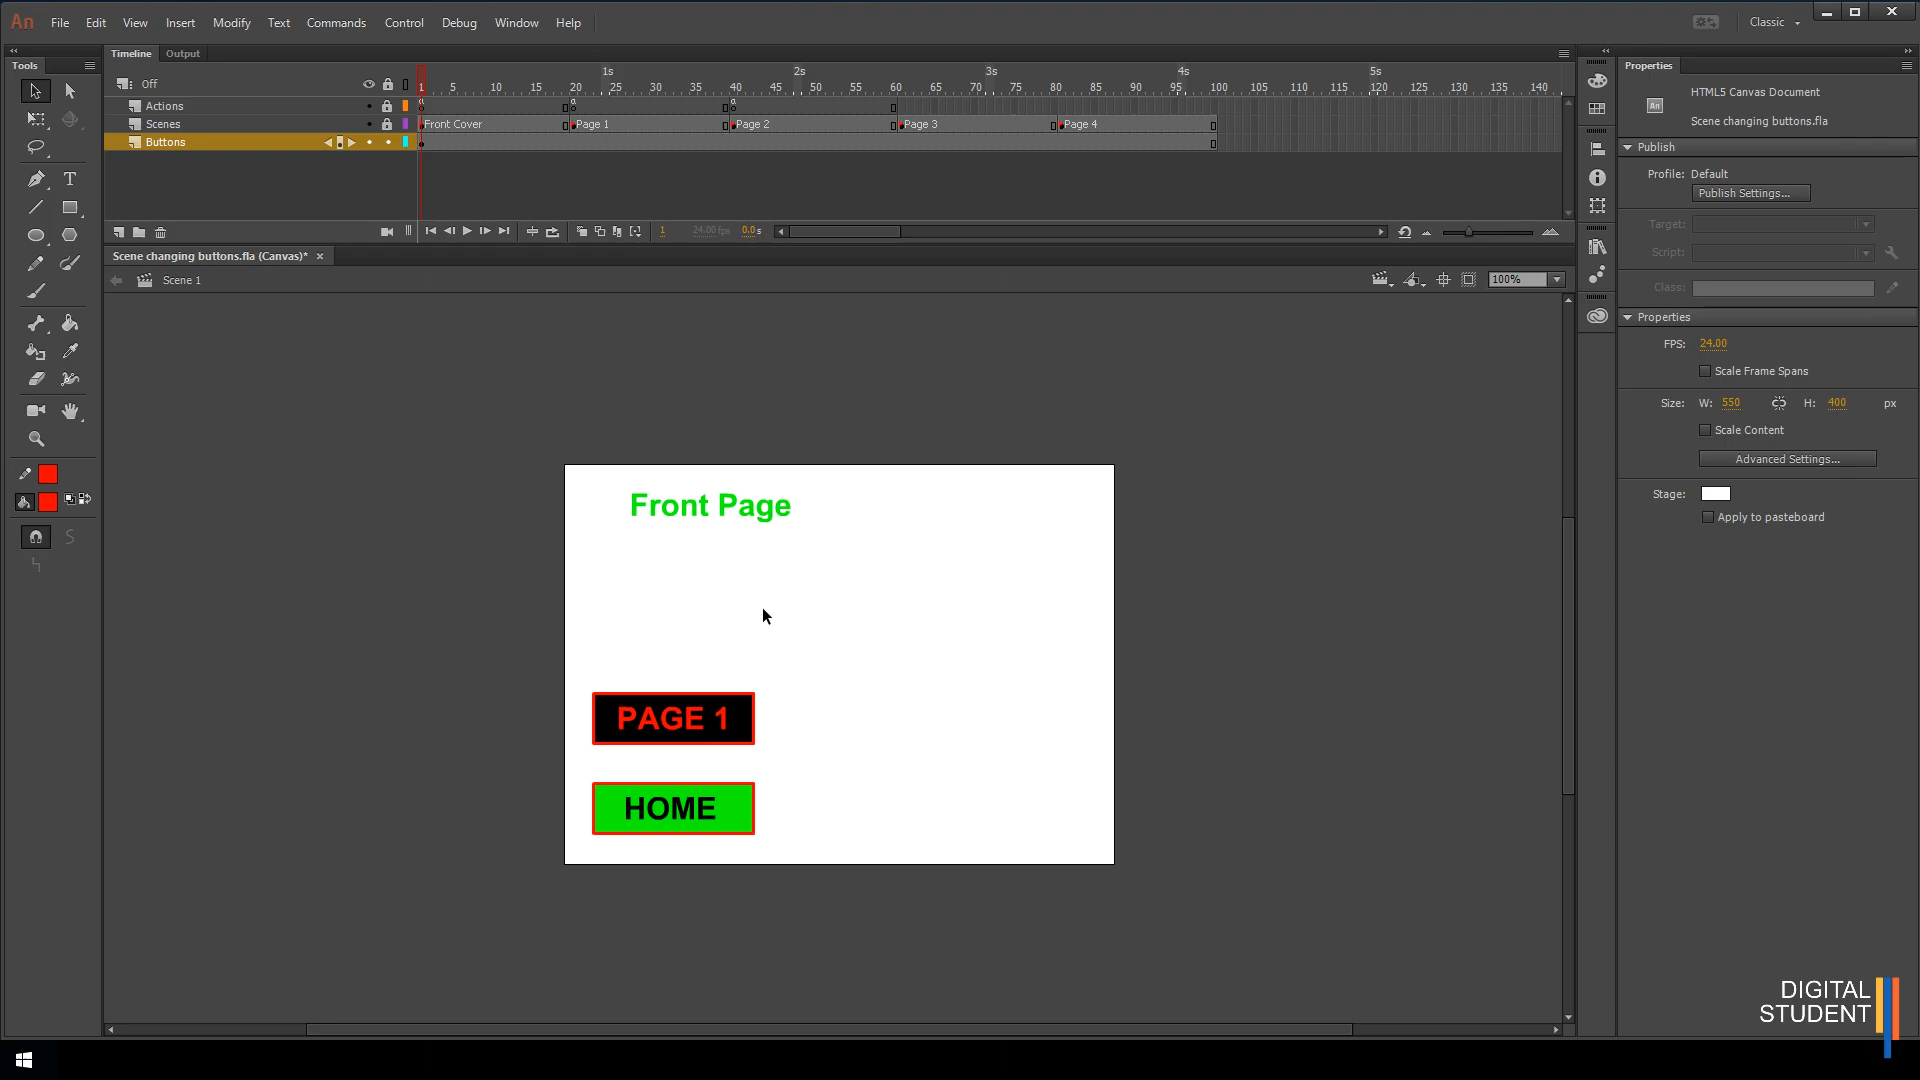 An File Edit View Insert Modify Text Commands Control Debug Window Help Classic
Tools
Timeline Output
Off
1s 2s 3s 4s 5s
1 5 10 15 20 25 30 35 40 45 50 55 60 65 70 75 80 85 90 95 100 105 110 115 120 125 130 135 140
Actions
Scenes Front Cover Page 1 Page 2 Page 3 Page 4
Buttons
1 24.00 fps 0.0 s
Scene changing buttons.fla (Canvas)* ×
Scene 1 100%
Front Page
PAGE 1
HOME
Properties
An HTML5 Canvas Document
Scene changing buttons.fla
Publish
Profile: Default
Publish Settings...
Target:
Script:
Class:
Properties
FPS: 24.00
Scale Frame Spans
Size: W: 550 H: 400 px
Scale Content
Advanced Settings...
Stage:
Apply to pasteboard
DIGITAL
STUDENT